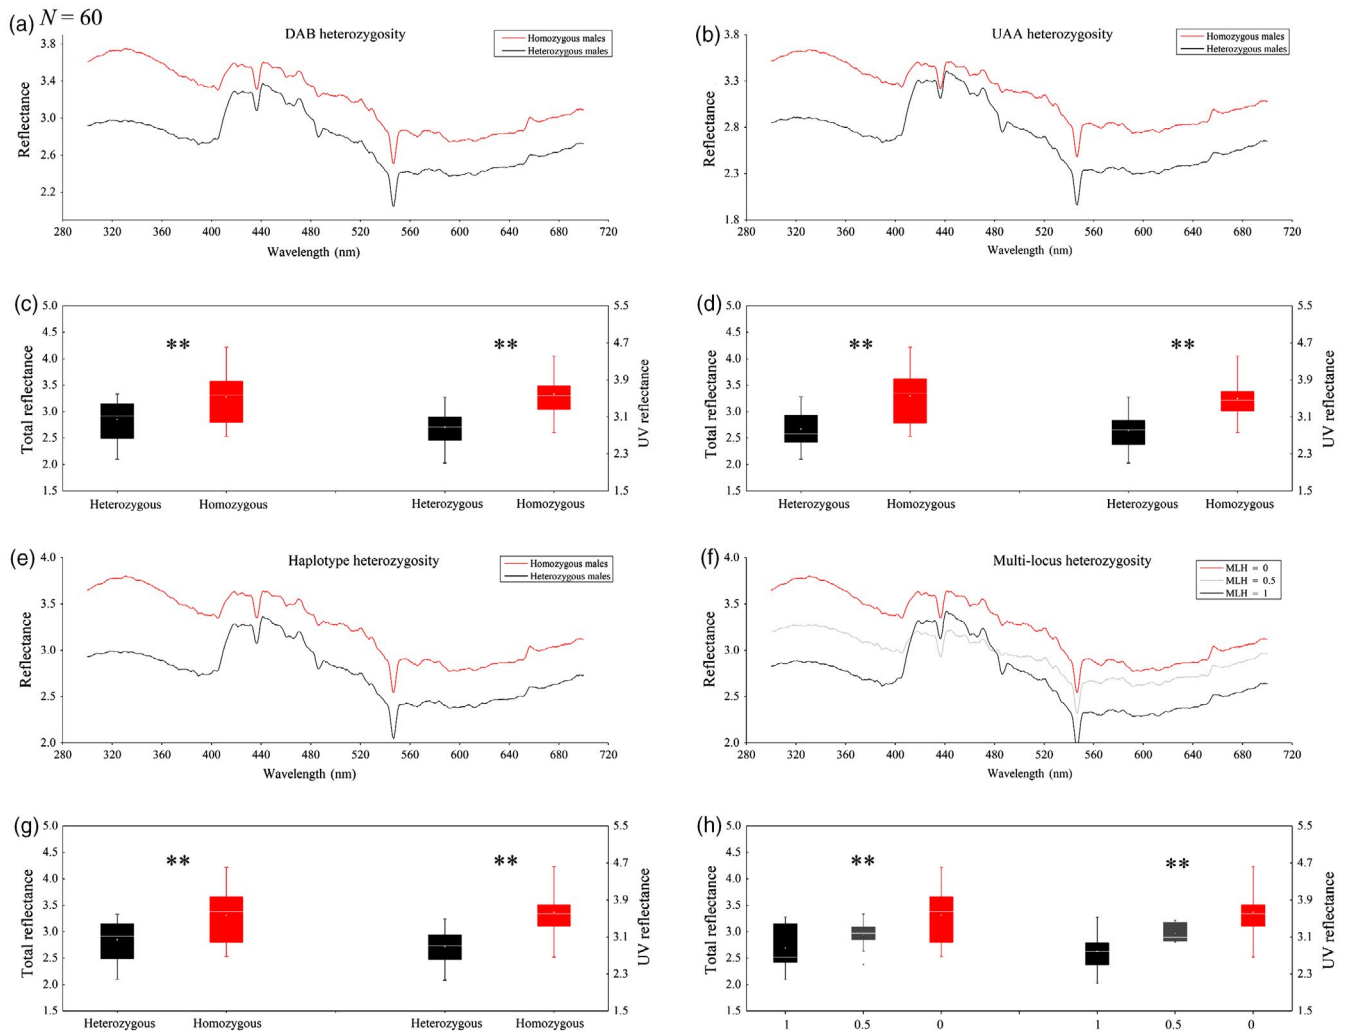 (a) N = 60
DAB heterozygosity
Homozygous males
Heterozygous males
Reflectance
3.8
3.4
3.0
2.6
2.2
280 320 360 400 440 480 520 560 600 640 680 720
Wavelength (nm)
(b)
UAA heterozygosity
Homozygous males
Heterozygous males
Reflectance
3.8
3.3
2.8
2.3
1.8
280 320 360 400 440 480 520 560 600 640 680 720
Wavelength (nm)
(c)
Total reflectance
5.0
4.5
4.0
3.5
3.0
2.5
2.0
1.5
** **
5.5
4.7
3.9
3.1
2.3
1.5
UV reflectance
Heterozygous Homozygous Heterozygous Homozygous
(d)
Total reflectance
5.0
4.5
4.0
3.5
3.0
2.5
2.0
1.5
** **
5.5
4.7
3.9
3.1
2.3
1.5
UV reflectance
Heterozygous Homozygous Heterozygous Homozygous
(e)
Haplotype heterozygosity
Homozygous males
Heterozygous males
Reflectance
4.0
3.5
3.0
2.5
2.0
280 320 360 400 440 480 520 560 600 640 680 720
Wavelength (nm)
(f)
Multi-locus heterozygosity
MLH = 0
MLH = 0.5
MLH = 1
Reflectance
4.0
3.5
3.0
2.5
2.0
280 320 360 400 440 480 520 560 600 640 680 720
Wavelength (nm)
(g)
Total reflectance
5.0
4.5
4.0
3.5
3.0
2.5
2.0
1.5
** **
5.5
4.7
3.9
3.1
2.3
1.5
UV reflectance
Heterozygous Homozygous Heterozygous Homozygous
(h)
Total reflectance
5.0
4.5
4.0
3.5
3.0
2.5
2.0
1.5
** **
5.5
4.7
3.9
3.1
2.3
1.5
UV reflectance
1 0.5 0 1 0.5 0